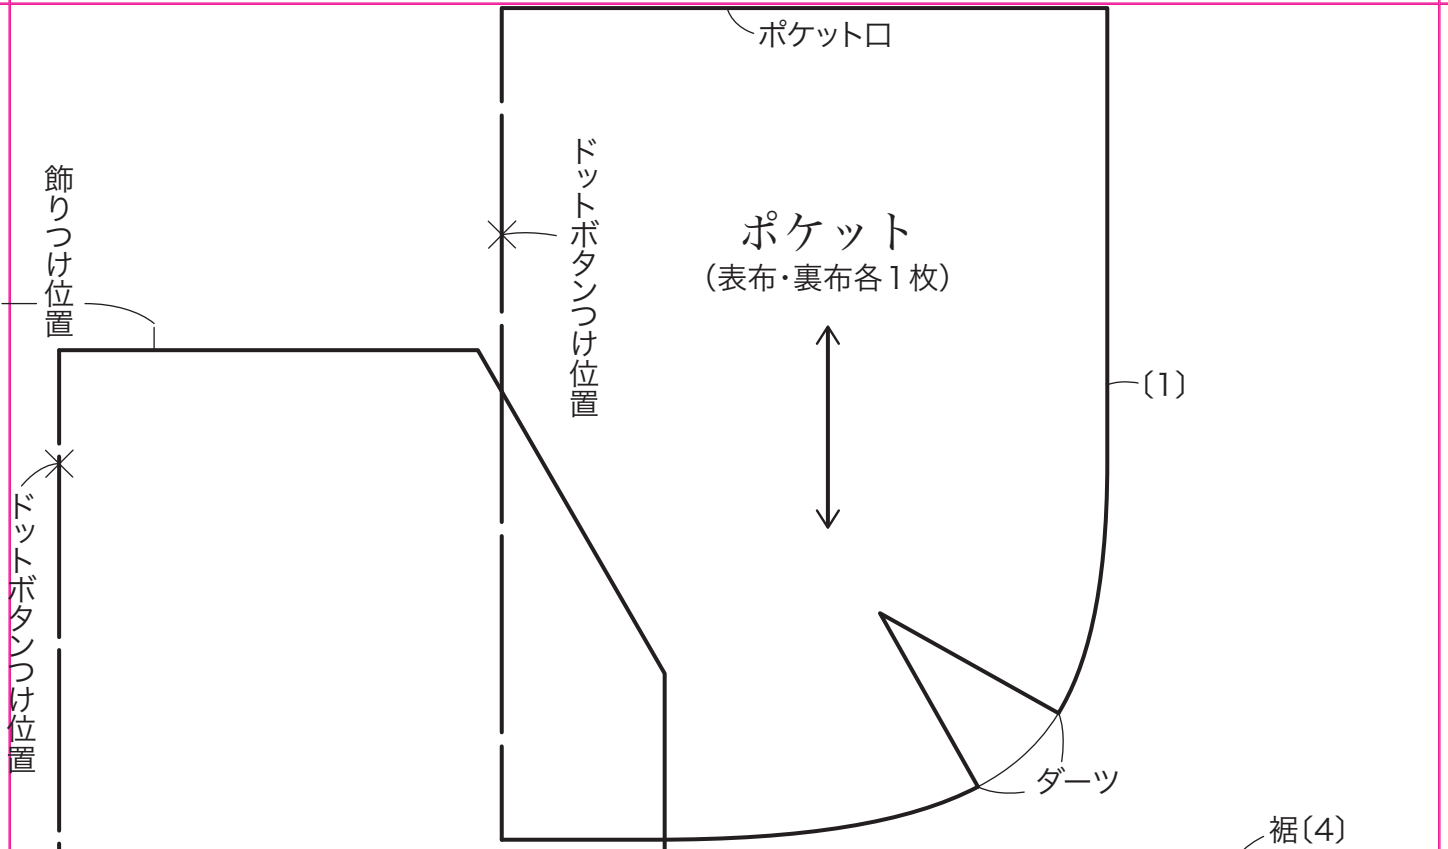 ポケット口
飾りつけ位置
ドットボタンつけ位置
ポケット
（表布・裏布各1枚）
〔1〕
ドットボタンつけ位置
ダーツ
裾〔4〕